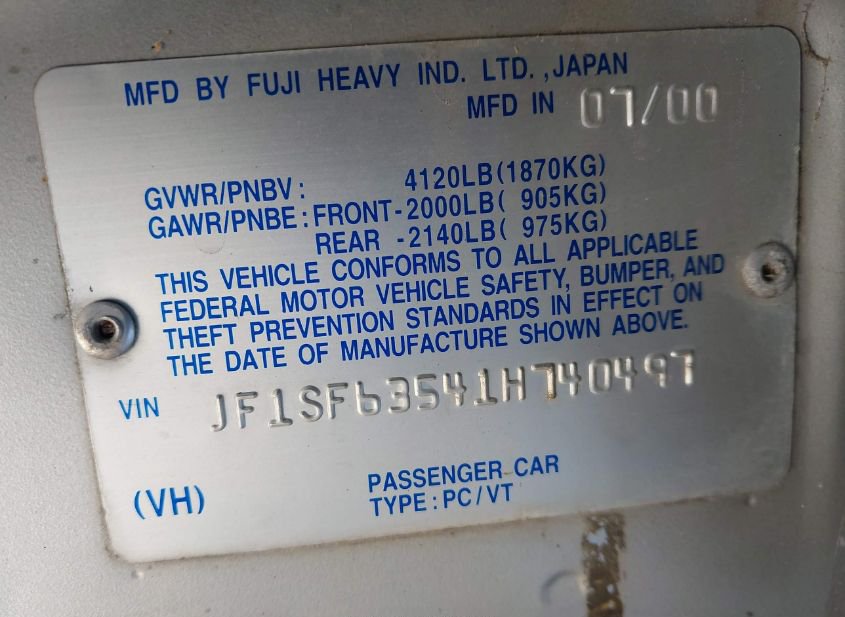 MFD BY FUJI HEAVY IND. LTD. ,JAPAN
MFD IN 07/00
GVWR/PNBV: 4120LB(1870KG)
GAWR/PNBE:FRONT-2000LB( 905KG)
REAR -2140LB( 975KG)
THIS VEHICLE CONFORMS TO ALL APPLICABLE
FEDERAL MOTOR VEHICLE SAFETY, BUMPER, AND
THEFT PREVENTION STANDARDS IN EFFECT ON
THE DATE OF MANUFACTURE SHOWN ABOVE.
VIN JF1SF63541H740497
(VH)
PASSENGER CAR
TYPE:PC/VT